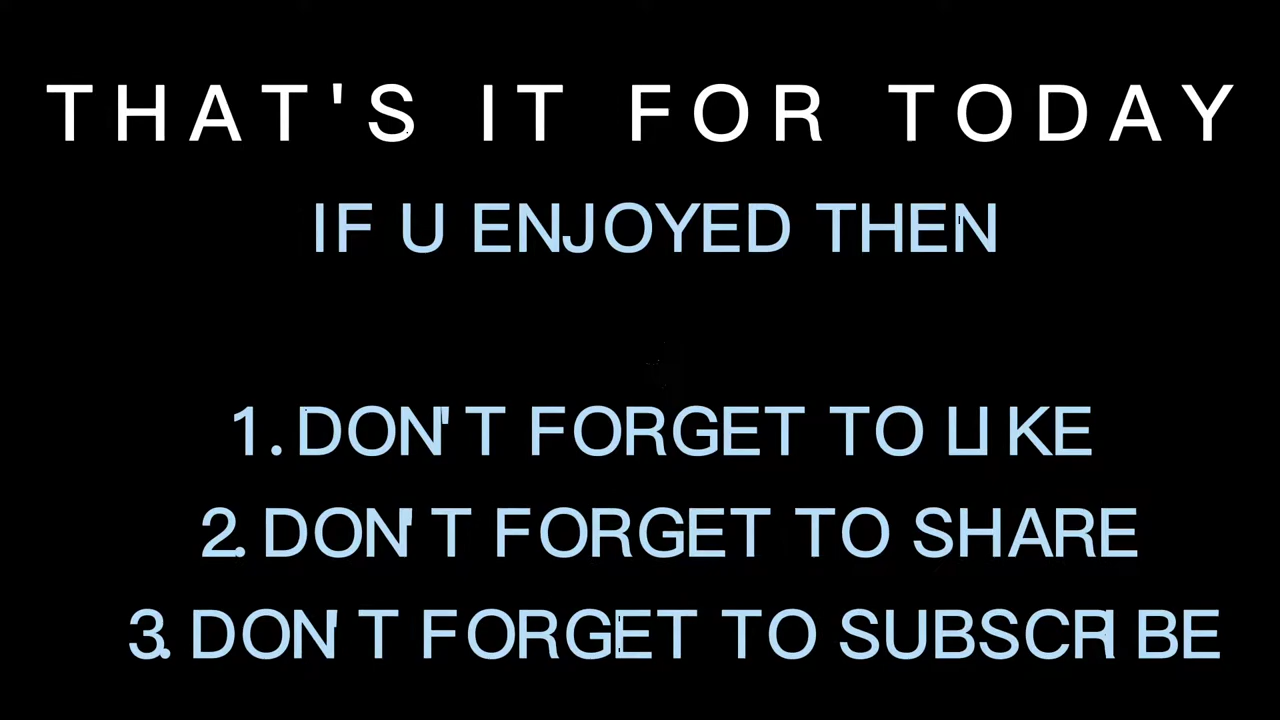 THAT'S IT FOR TODAY
IF U ENJOYED THEN
1. DON'T FORGET TO LIKE
2. DON'T FORGET TO SHARE
3. DON'T FORGET TO SUBSCRIBE